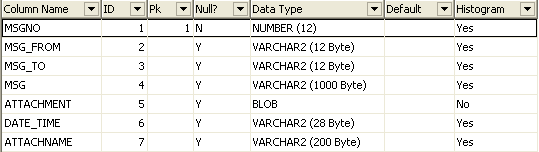 Column Name ID Pk Null? Data Type Default Histogram
MSGNO 1 1 N NUMBER (12) Yes
MSG_FROM 2 Y VARCHAR2 (12 Byte) Yes
MSG_TO 3 Y VARCHAR2 (12 Byte) Yes
MSG 4 Y VARCHAR2 (1000 Byte) Yes
ATTACHMENT 5 Y BLOB No
DATE_TIME 6 Y VARCHAR2 (28 Byte) Yes
ATTACHNAME 7 Y VARCHAR2 (200 Byte) Yes